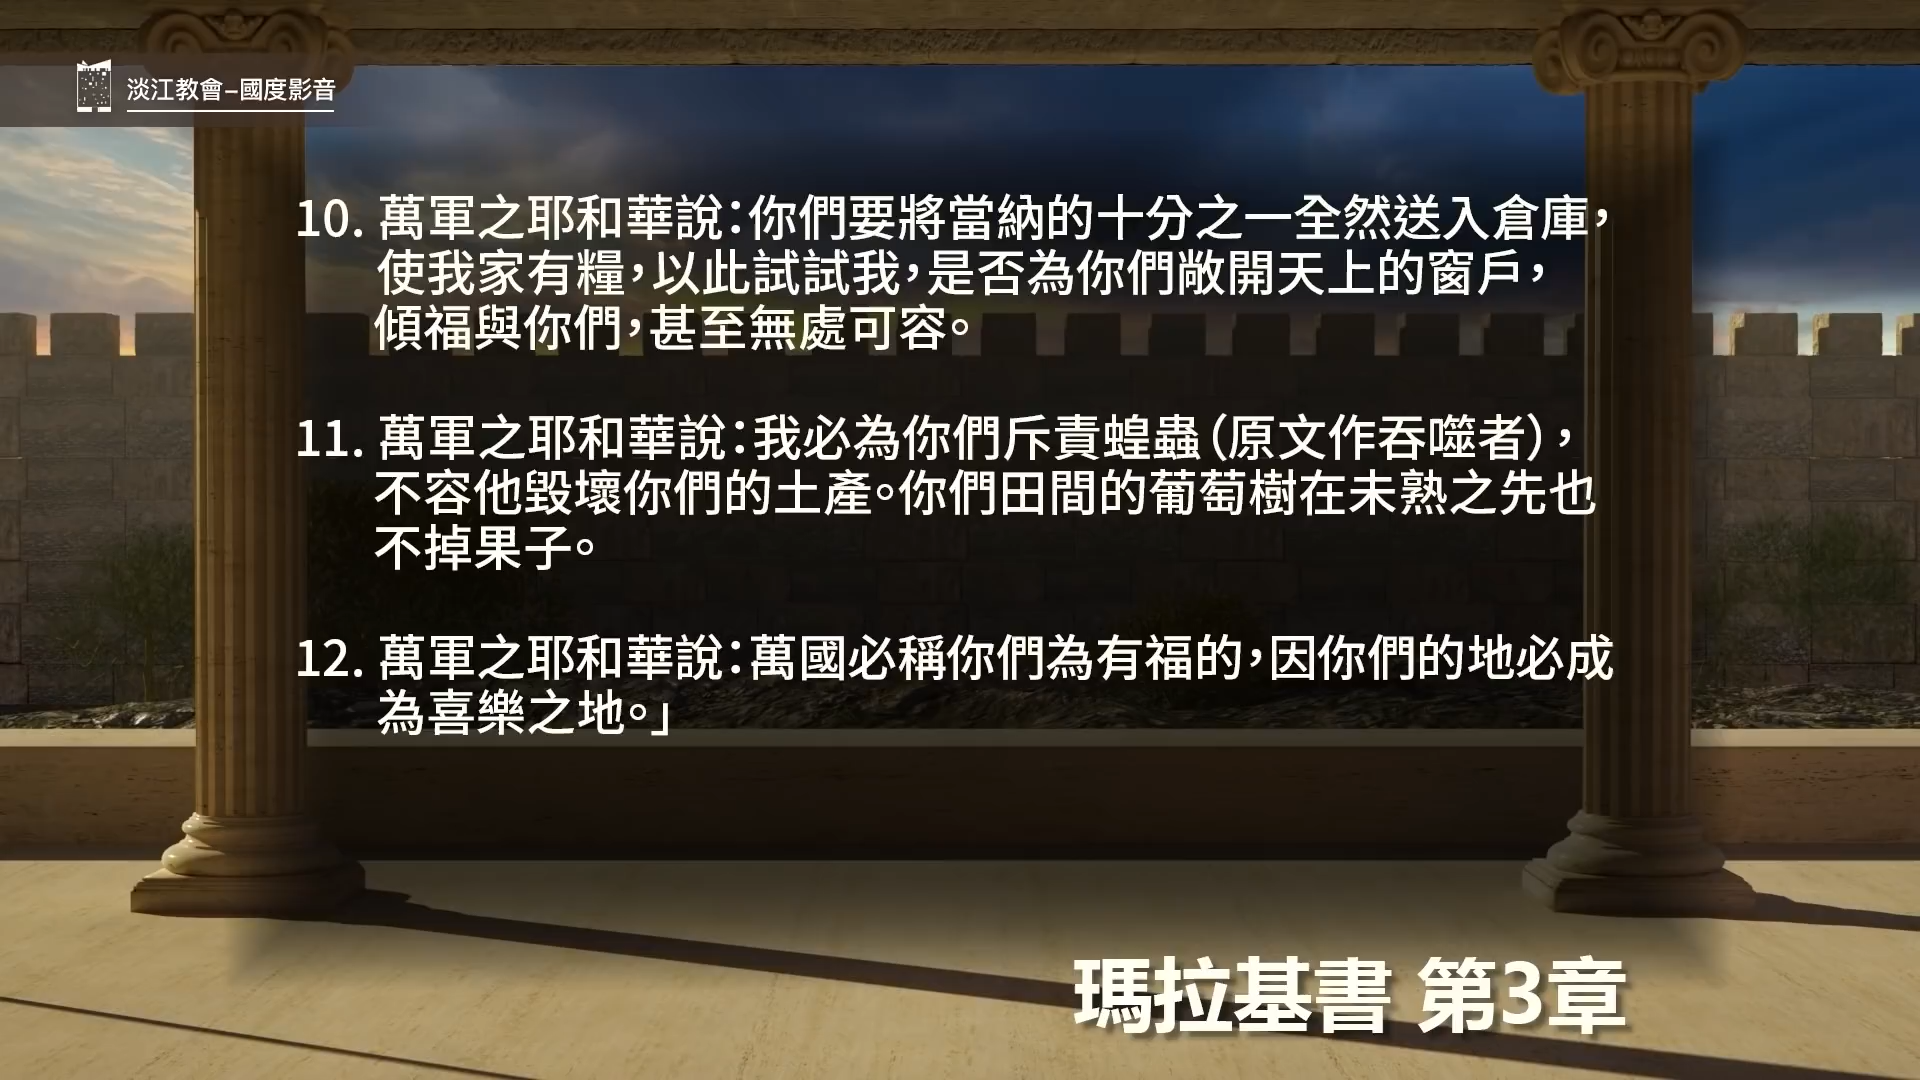 淡江教會–國度影音
10. 萬軍之耶和華說：你們要將當納的十分之一全然送入倉庫，
使我家有糧，以此試試我，是否為你們敞開天上的窗戶，
傾福與你們，甚至無處可容。
11. 萬軍之耶和華說：我必為你們斥責蝗蟲（原文作吞噬者），
不容他毀壞你們的土產。你們田間的葡萄樹在未熟之先也
不掉果子。
12. 萬軍之耶和華說：萬國必稱你們為有福的，因你們的地必成
為喜樂之地。」
瑪拉基書 第3章